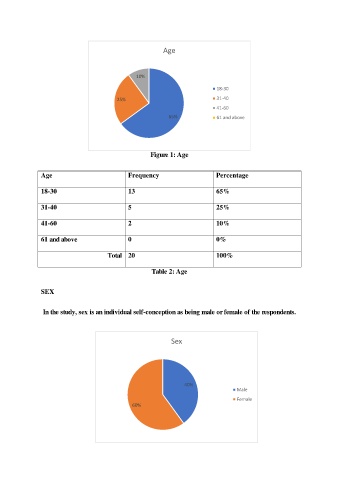 Age
10%
25%
65%
18-30
31-40
41-60
61 and above
Figure 1: Age
Age Frequency Percentage
18-30 13 65%
31-40 5 25%
41-60 2 10%
61 and above 0 0%
Total 20 100%
Table 2: Age
SEX
In the study, sex is an individual self-conception as being male or female of the respondents.
Sex
40%
60%
Male
Female